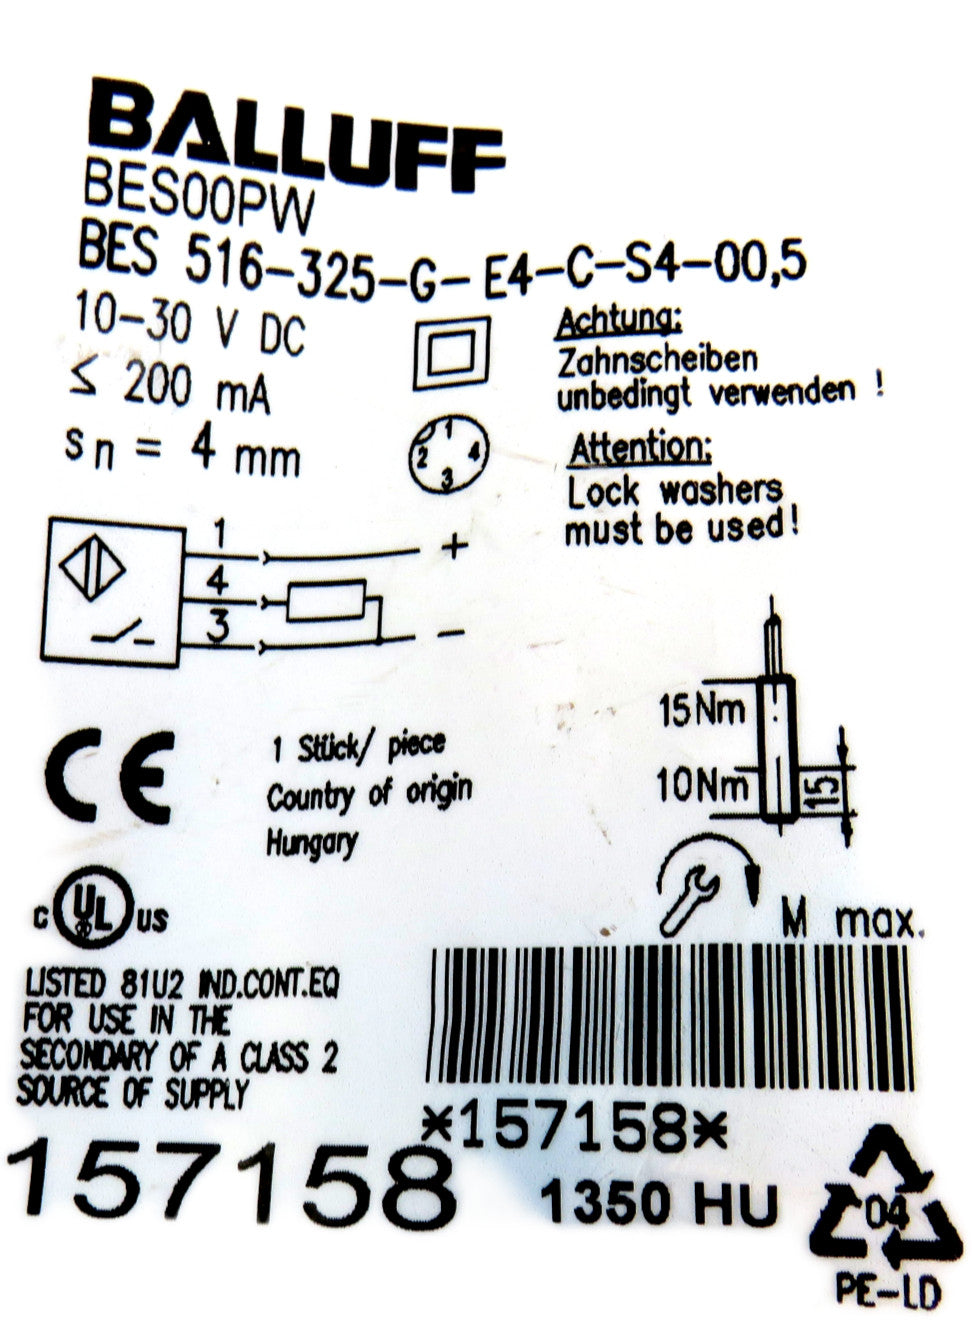 BALLUFF
BES00PW
BES 516-325-G-E4-C-S4-00,5
10-30 V DC
≤ 200 mA
sn = 4 mm
Achtung:
Zahnscheiben
unbedingt verwenden !
Attention:
Lock washers
must be used!
1
2
4
3
1
+
4
3
−
15Nm
10Nm
15
M max.
CE
1 Stück/ piece
Country of origin
Hungary
C UL US
LISTED 81U2 IND.CONT.EQ
FOR USE IN THE
SECONDARY OF A CLASS 2
SOURCE OF SUPPLY
*157158*
157158
1350 HU
04
PE-LD